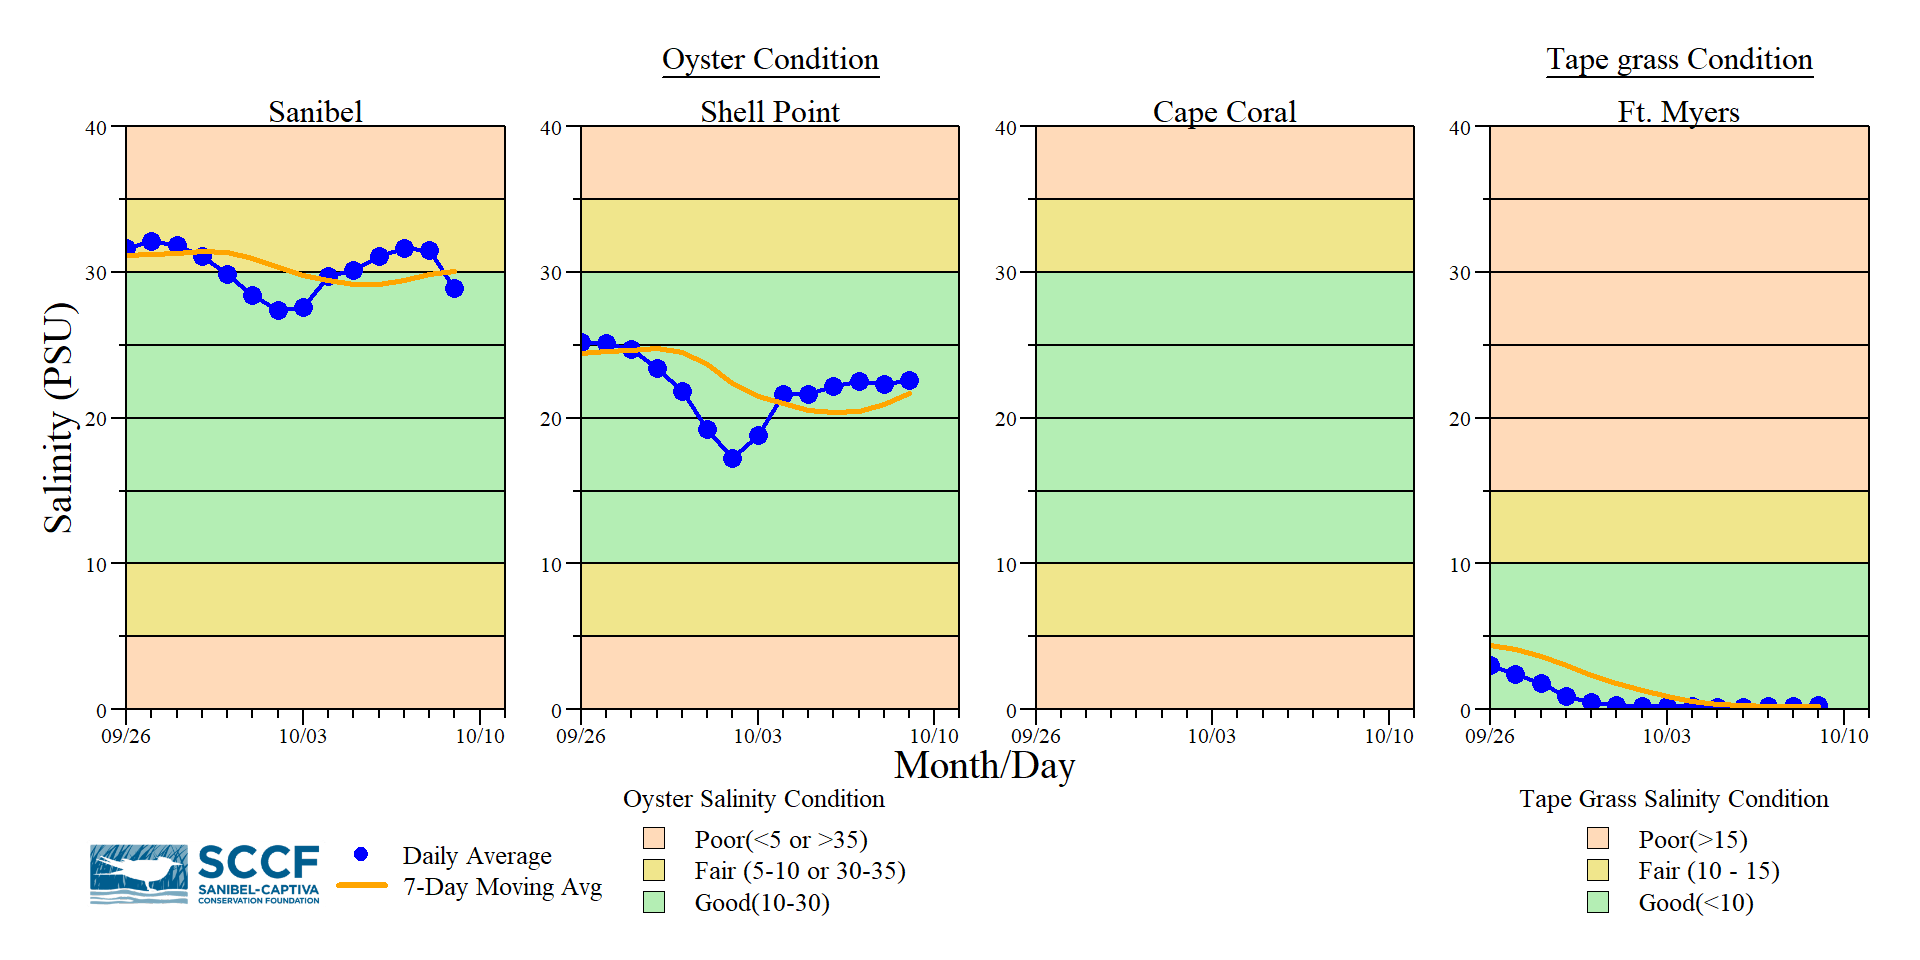 Oyster Condition
Tape grass Condition
Sanibel
Shell Point
Cape Coral
Ft. Myers
Salinity (PSU)
40
30
20
10
0
09/26
10/03
10/10
40
30
20
10
0
09/26
10/03
10/10
40
30
20
10
0
09/26
10/03
10/10
40
30
20
10
0
09/26
10/03
10/10
Month/Day
SCCF
SANIBEL-CAPTIVA
CONSERVATION FOUNDATION
Daily Average
7-Day Moving Avg
Oyster Salinity Condition
Poor(<5 or >35)
Fair (5-10 or 30-35)
Good(10-30)
Tape Grass Salinity Condition
Poor(>15)
Fair (10 - 15)
Good(<10)